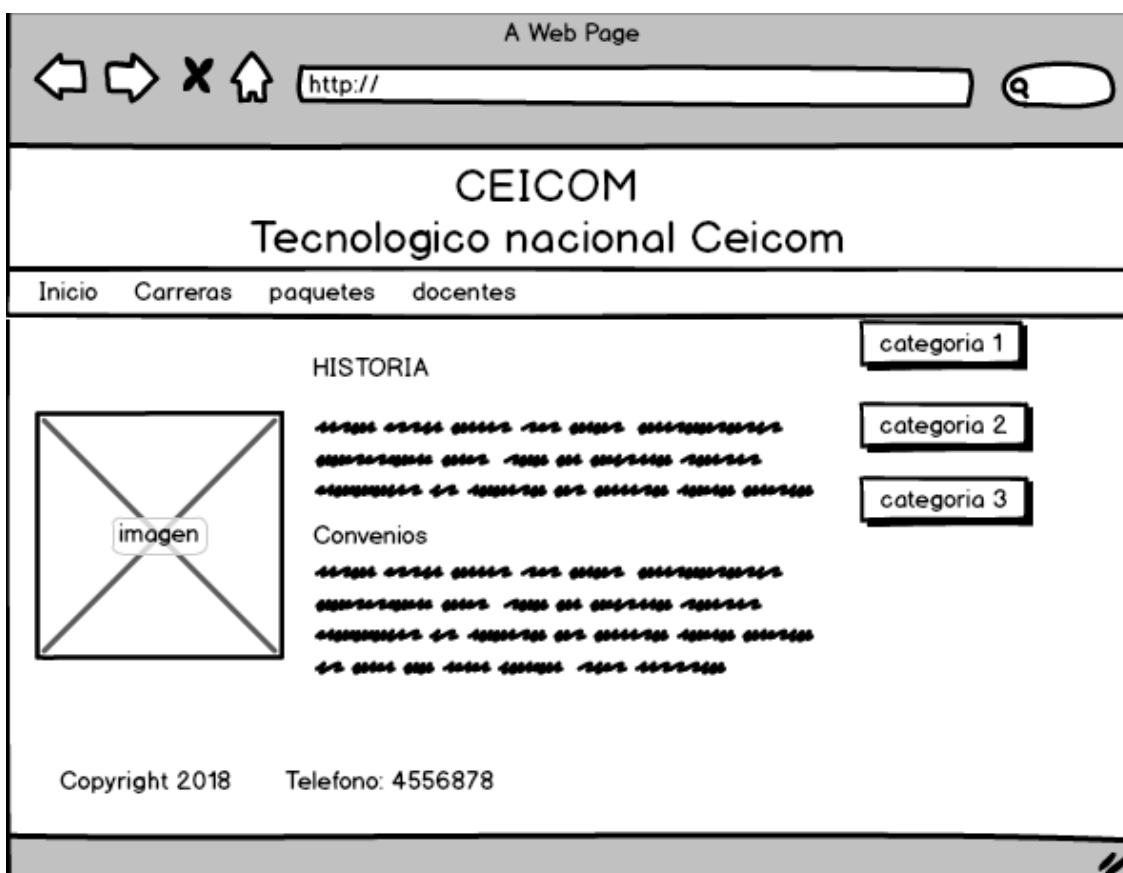 A Web Page
http://
CEICOM
Tecnologico nacional Ceicom
Inicio Carreras paquetes docentes
categoria 1
HISTORIA
categoria 2
categoria 3
imagen
Convenios
Copyright 2018 Telefono: 4556878